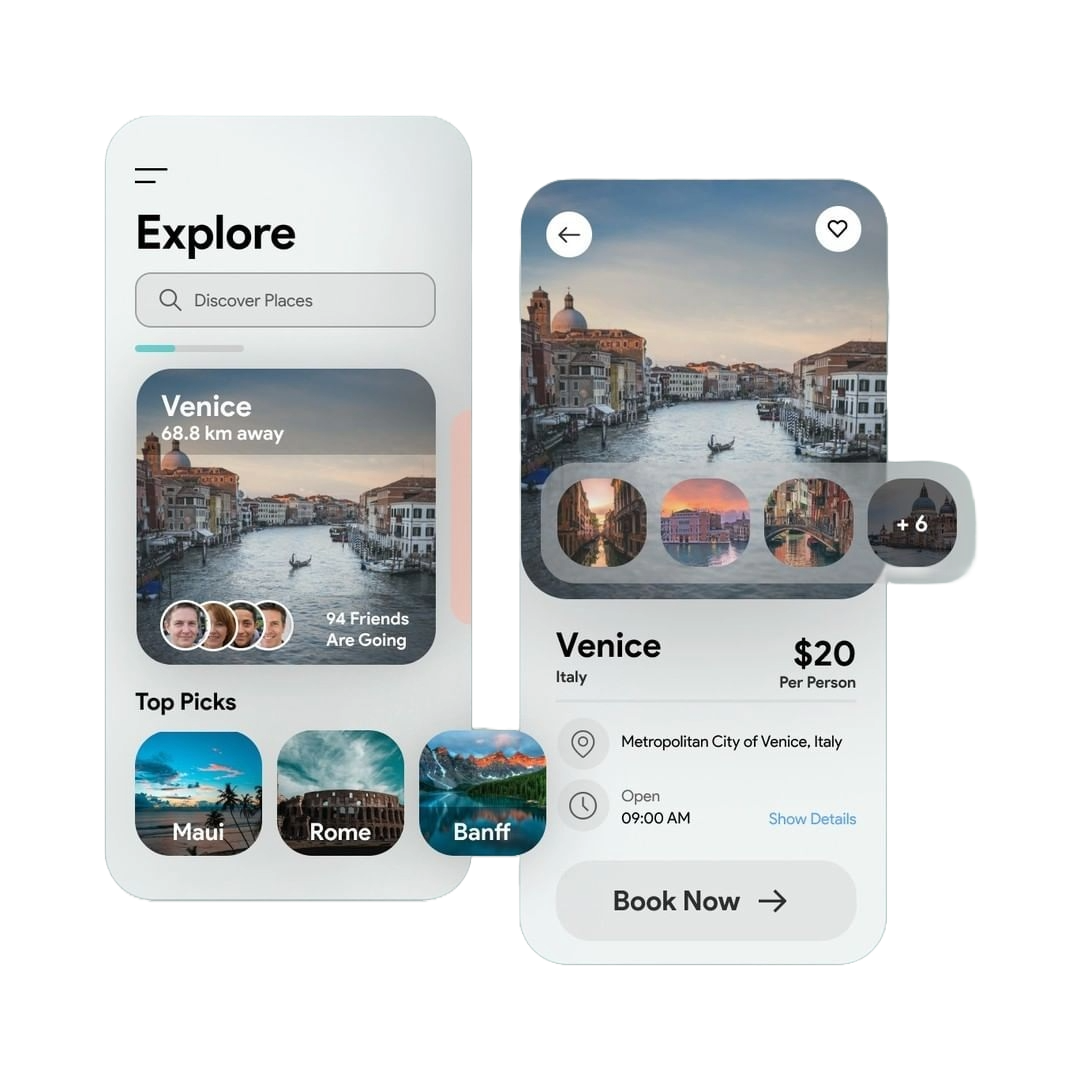 Explore
Discover Places
Venice
68.8 km away
94 Friends
Are Going
Top Picks
Maui
Rome
Banff
+ 6
Venice
Italy
$20
Per Person
Metropolitan City of Venice, Italy
Open
09:00 AM
Show Details
Book Now